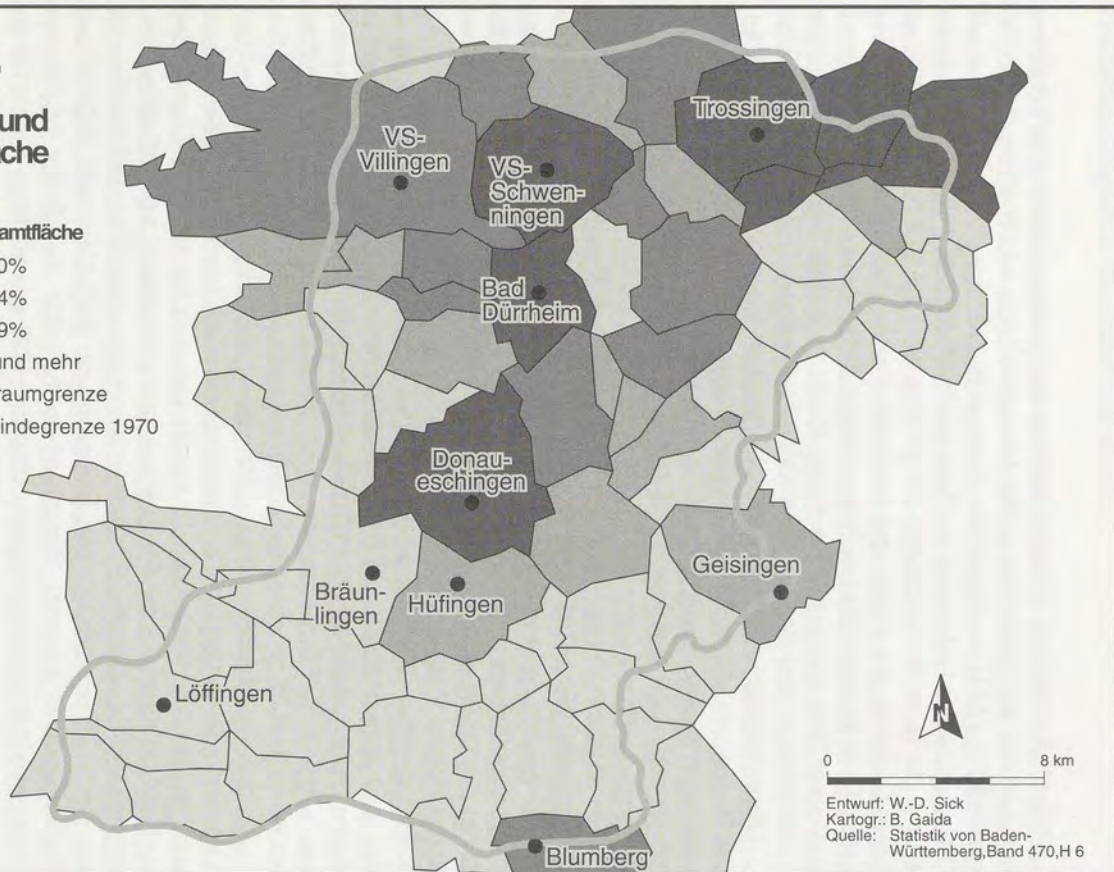 und
che
amtfläche
0%
4%
9%
und mehr
raumgrenze
indegrenze 1970
VS-
Villingen
VS-
Schwen-
ningen
Trossingen
Bad
Dürrheim
Donau-
eschingen
Bräun-
lingen
Hüfingen
Geisingen
Löffingen
Blumberg
N
0
8 km
Entwurf: W.-D. Sick
Kartogr.: B. Gaida
Quelle: Statistik von Baden-
Württemberg,Band 470,H 6